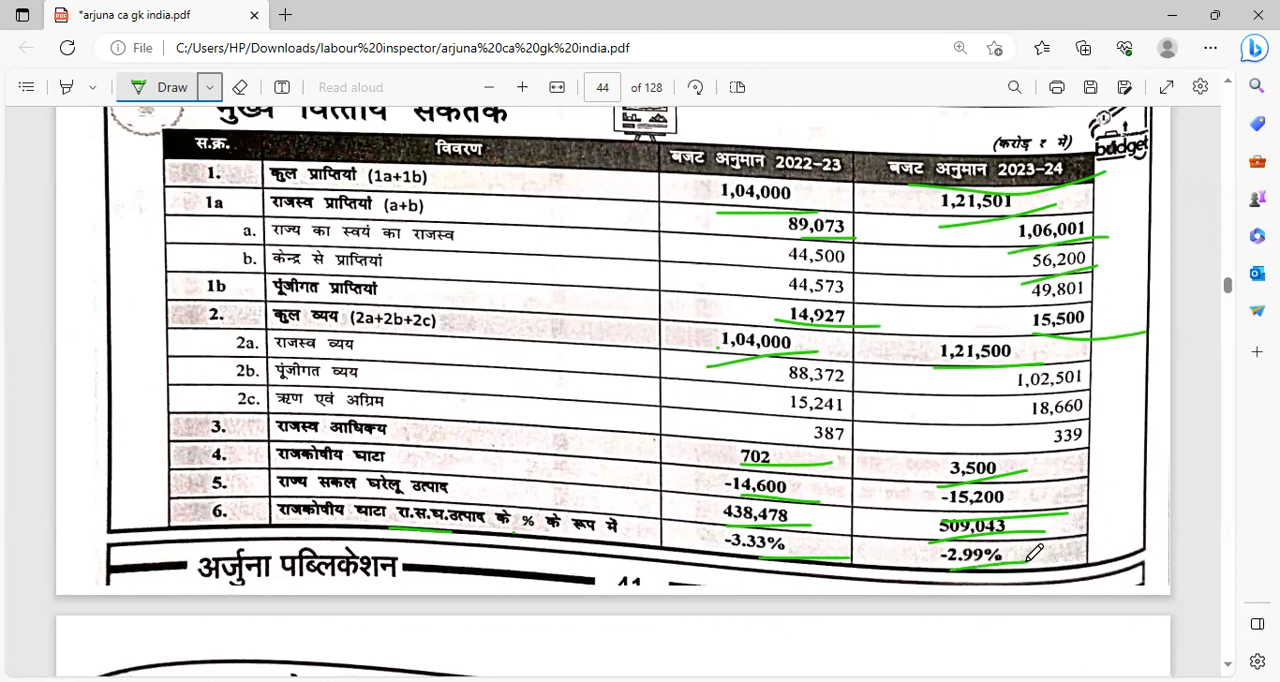 *arjuna ca gk india.pdf
File C:/Users/HP/Downloads/labour%20inspector/arjuna%20ca%20gk%20india.pdf
Draw Read aloud 44 of 128
मुख्य वित्तीय संकेतक
(करोड़ ₹ में) budget
स.क्र. विवरण बजट अनुमान 2022-23 बजट अनुमान 2023-24
1. कुल प्राप्तियां (1a+1b) 1,04,000 1,21,501
1a राजस्व प्राप्तियां (a+b) 89,073 1,06,001
a. राज्य का स्वयं का राजस्व 44,500 56,200
b. केन्द्र से प्राप्तियां 44,573 49,801
1b पूंजीगत प्राप्तियां 14,927 15,500
2. कुल व्यय (2a+2b+2c) 1,04,000 1,21,500
2a. राजस्व व्यय 88,372 1,02,501
2b. पूंजीगत व्यय 15,241 18,660
2c. ऋण एवं अग्रिम 387 339
3. राजस्व आधिक्य 702 3,500
4. राजकोषीय घाटा -14,600 -15,200
5. राज्य सकल घरेलू उत्पाद 438,478 509,043
6. राजकोषीय घाटा रा.स.घ.उत्पाद के % के रूप में -3.33% -2.99%
अर्जुना पब्लिकेशन
41